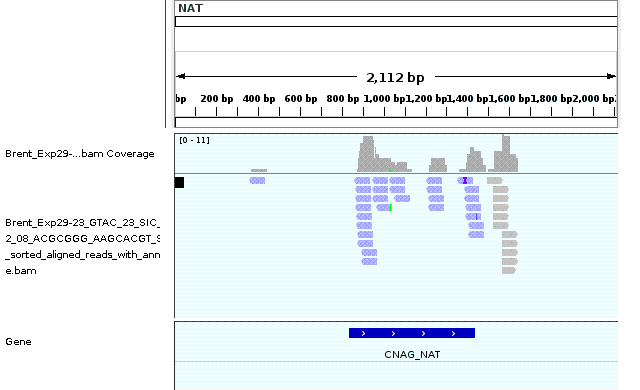 NAT
2,112 bp
bp 200 bp 400 bp 600 bp 800 bp 1,000 bp 1,200 bp 1,400 bp 1,600 bp 1,800 bp 2,000 bp
[0 - 11]
Brent_Exp29-...bam Coverage
Brent_Exp29-23_GTAC_23_SIC_
2_08_ACGCGGG_AAGCACGT_S
_sorted_aligned_reads_with_ann
e.bam
Gene
CNAG_NAT